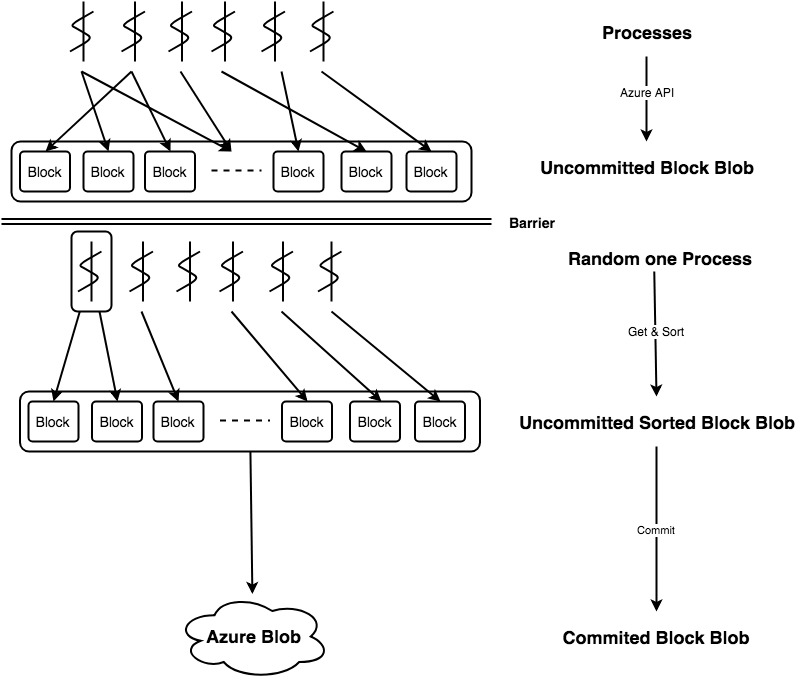 Processes
Azure API
Block Block Block Block Block Block
Uncommitted Block Blob
Barrier
Random one Process
Get & Sort
Block Block Block Block Block Block
Uncommitted Sorted Block Blob
Commit
Azure Blob
Commited Block Blob